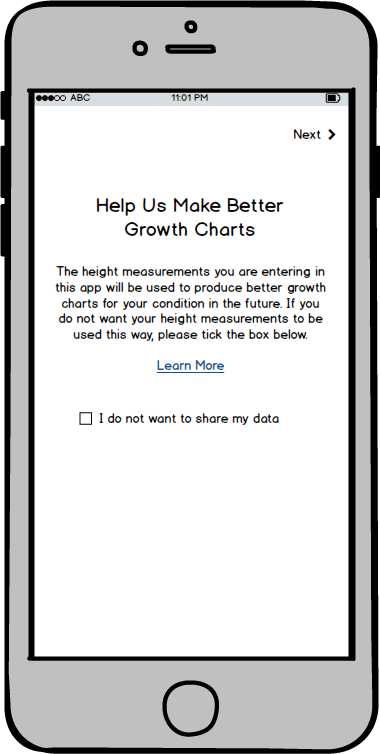 ABC 11:01 PM
Next
Help Us Make Better
Growth Charts
The height measurements you are entering in
this app will be used to produce better growth
charts for your condition in the future. If you
do not want your height measurements to be
used this way, please tick the box below.
Learn More
I do not want to share my data